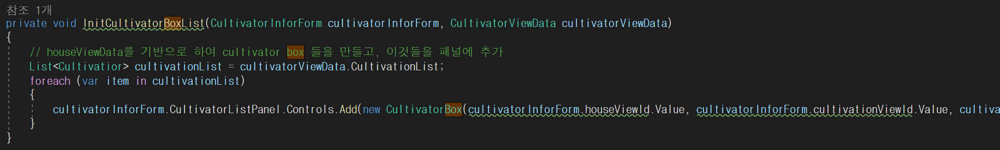 참조 1개
private void InitCultivatorBoxList(CultivatorInforForm cultivatorInforForm, CultivatorViewData cultivatorViewData)
{
// houseViewData를 기반으로 하여 cultivator box 들을 만들고, 이것들을 패널에 추가
List<Cultivatior> cultivationList = cultivatorViewData.CultivationList;
foreach (var item in cultivationList)
{
cultivatorInforForm.CultivatorListPanel.Controls.Add(new CultivatorBox(cultivatorInforForm.houseViewId.Value, cultivatorInforForm.cultivationViewId.Value, cultiva
}
}